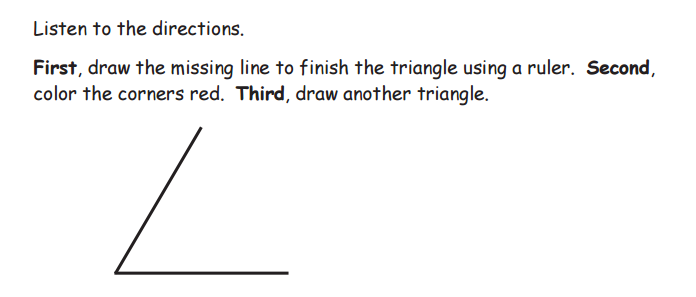 Listen to the directions.
First, draw the missing line to finish the triangle using a ruler. Second,
color the corners red. Third, draw another triangle.